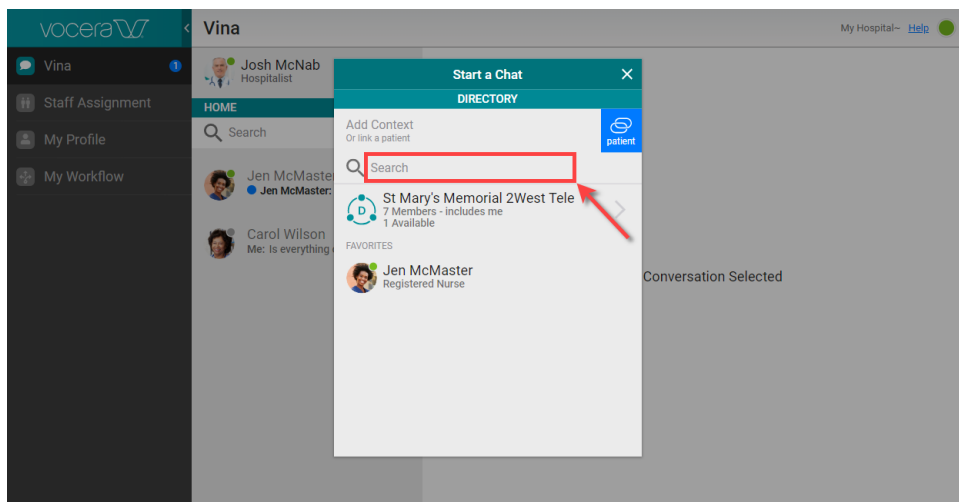 vocera
Vina
My Hospital~ Help
Vina 1
Staff Assignment
My Profile
My Workflow
Josh McNab
Hospitalist
HOME
Search
Jen McMaster
Jen McMaster:
Carol Wilson
Me: Is everything
Start a Chat
DIRECTORY
Add Context
Or link a patient
patient
Search
D
St Mary's Memorial 2West Tele
7 Members - includes me
1 Available
FAVORITES
Jen McMaster
Registered Nurse
Conversation Selected